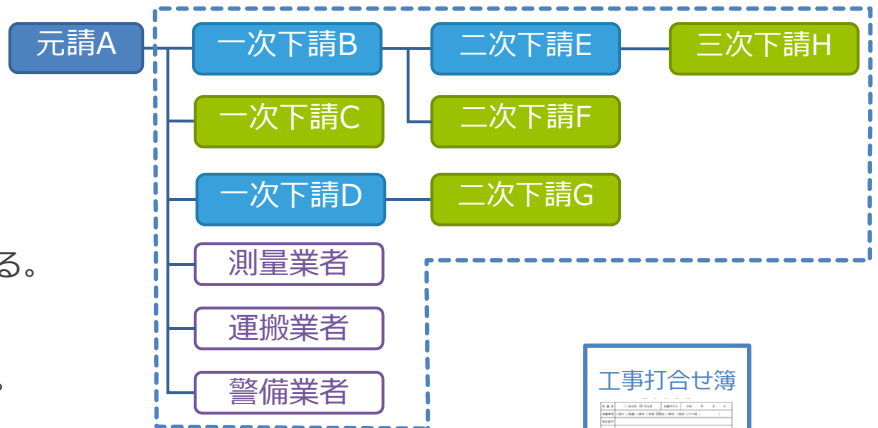 元請A
一次下請B
二次下請E
三次下請H
一次下請C
二次下請F
一次下請D
二次下請G
る。
測量業者
運搬業者
。
警備業者
工事打合せ簿